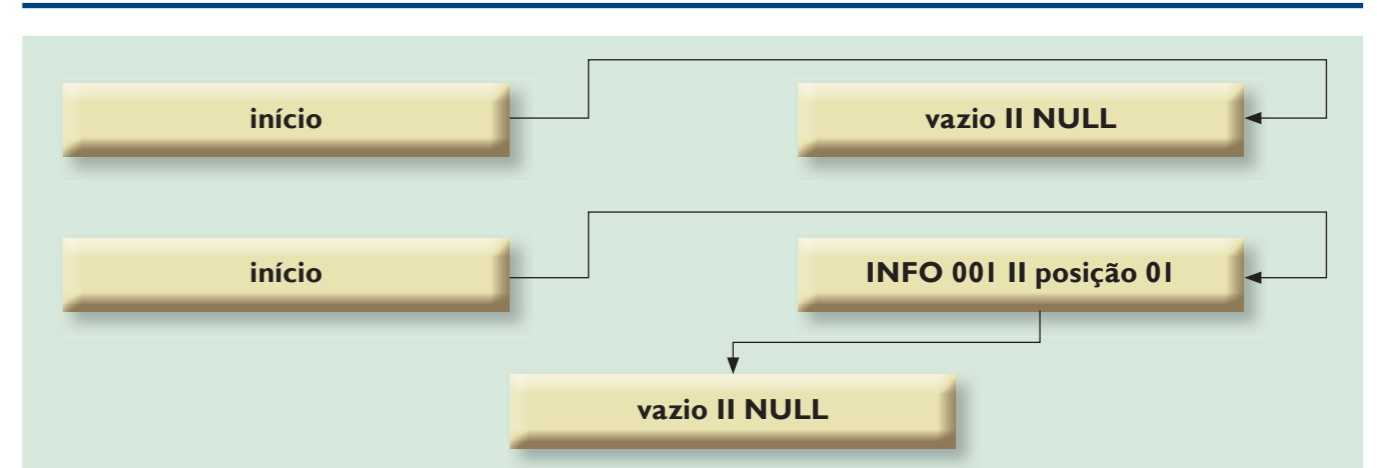 início
vazio II NULL
início
INFO 001 II posição 01
vazio II NULL